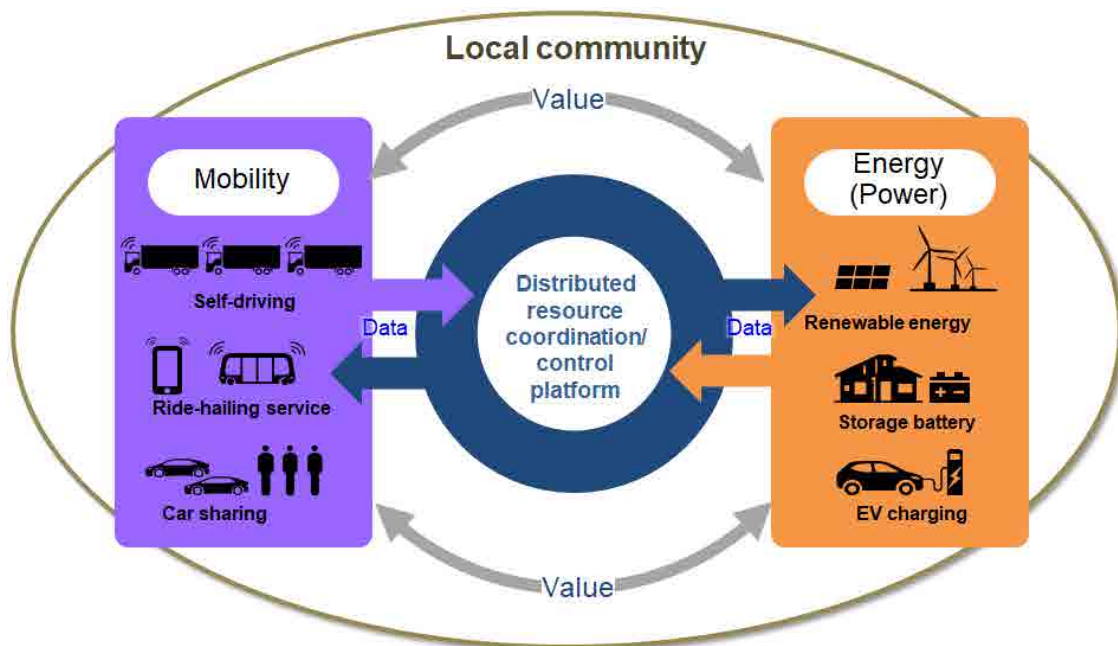 Local community
Value
Mobility
Self-driving
Ride-hailing service
Car sharing
Data
Distributed
resource
coordination/
control
platform
Data
Energy
(Power)
Renewable energy
Storage battery
EV charging
Value